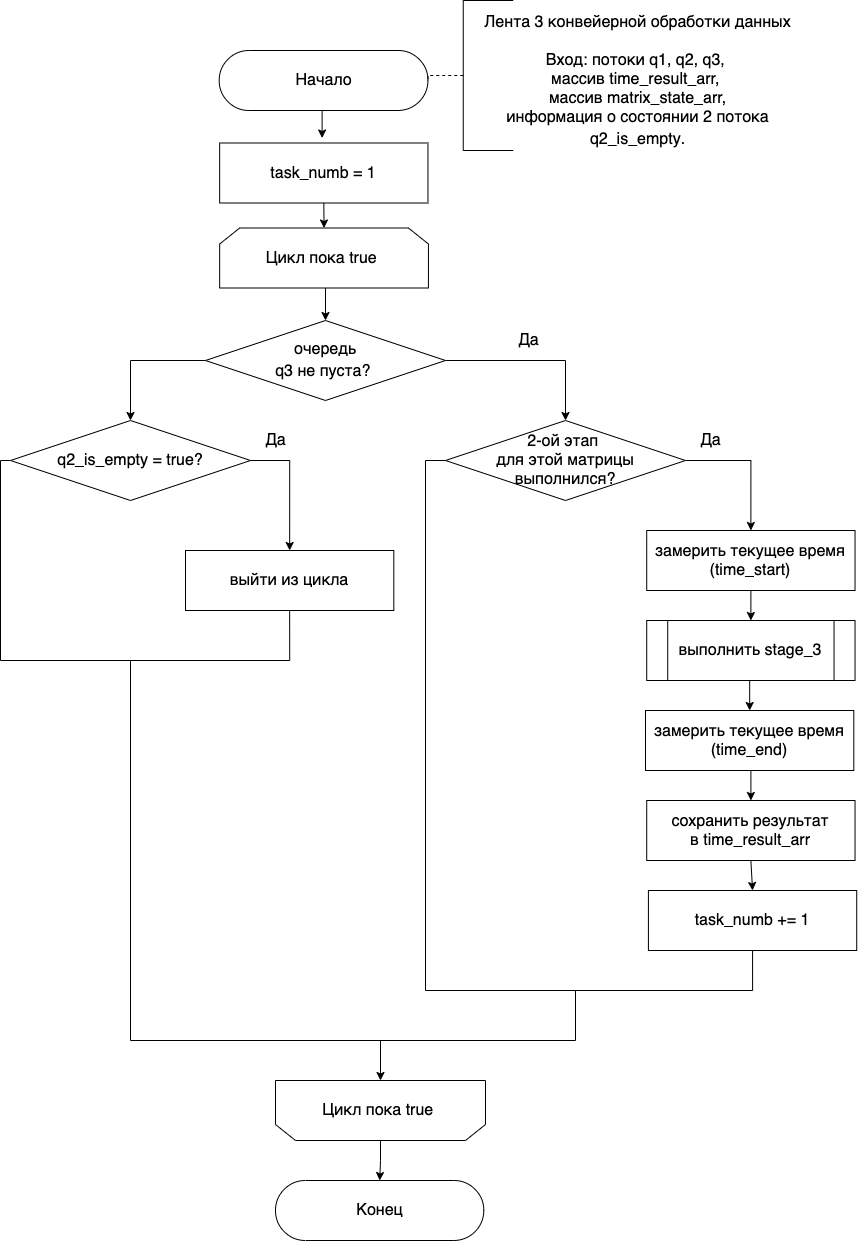 Лента 3 конвейерной обработки данных
Вход: потоки q1, q2, q3,
массив time_result_arr,
массив matrix_state_arr,
информация о состоянии 2 потока
q2_is_empty.
Начало
task_numb = 1
Цикл пока true
очередь
q3 не пуста?
Да
q2_is_empty = true?
Да
2-ой этап
для этой матрицы
выполнился?
Да
выйти из цикла
замерить текущее время
(time_start)
выполнить stage_3
замерить текущее время
(time_end)
сохранить результат
в time_result_arr
task_numb += 1
Цикл пока true
Конец